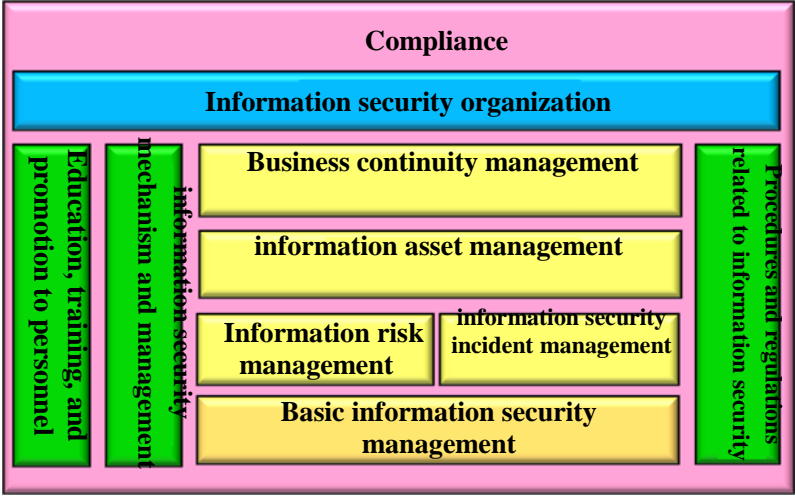 Compliance
Information security organization
Education, training, and
promotion to personnel
information security
mechanism and management
Business continuity management
information asset management
Information risk
management
information security
incident management
Basic information security
management
Procedures and regulations
related to information security